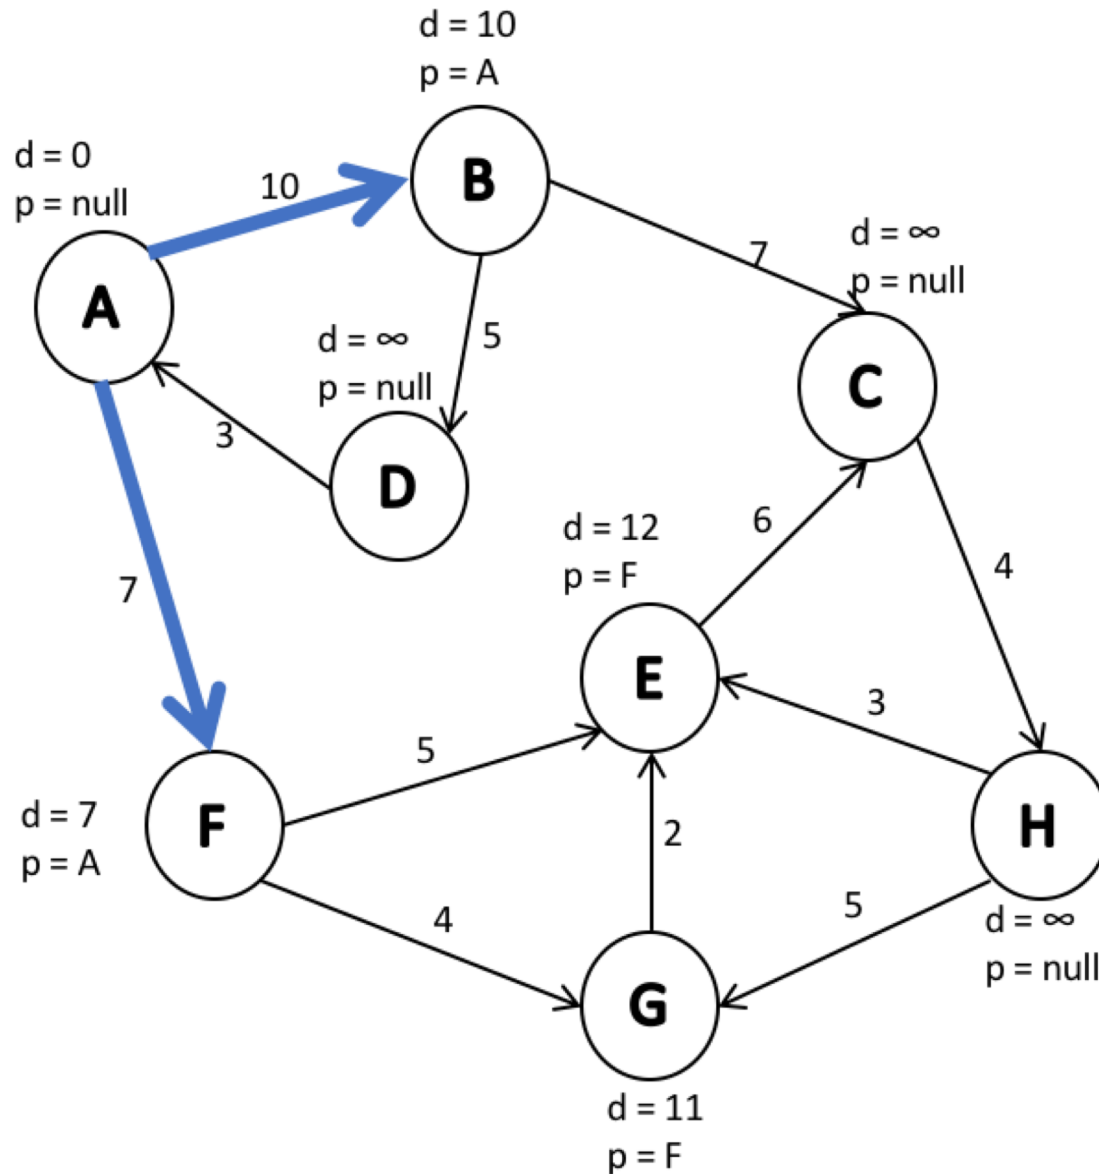 d = 10
p = A
B
d = 0
p = null
10
A
7
d = ∞
p = null
C
5
d = ∞
p = null
D
3
6
d = 12
p = F
E
4
7
3
5
F
d = 7
p = A
2
H
4
5
d = ∞
p = null
G
d = 11
p = F